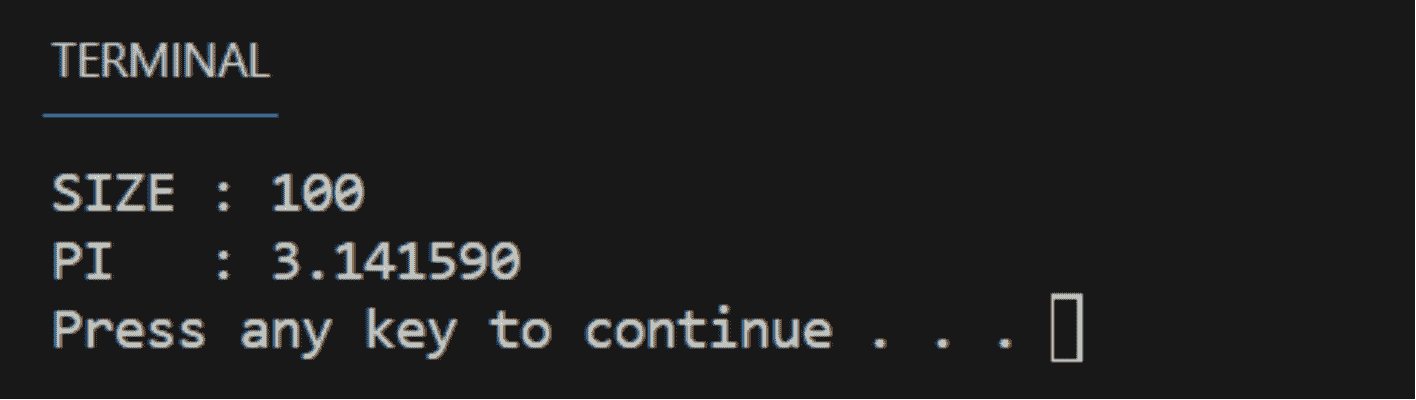 TERMINAL
SIZE : 100
PI   : 3.141590
Press any key to continue . . .